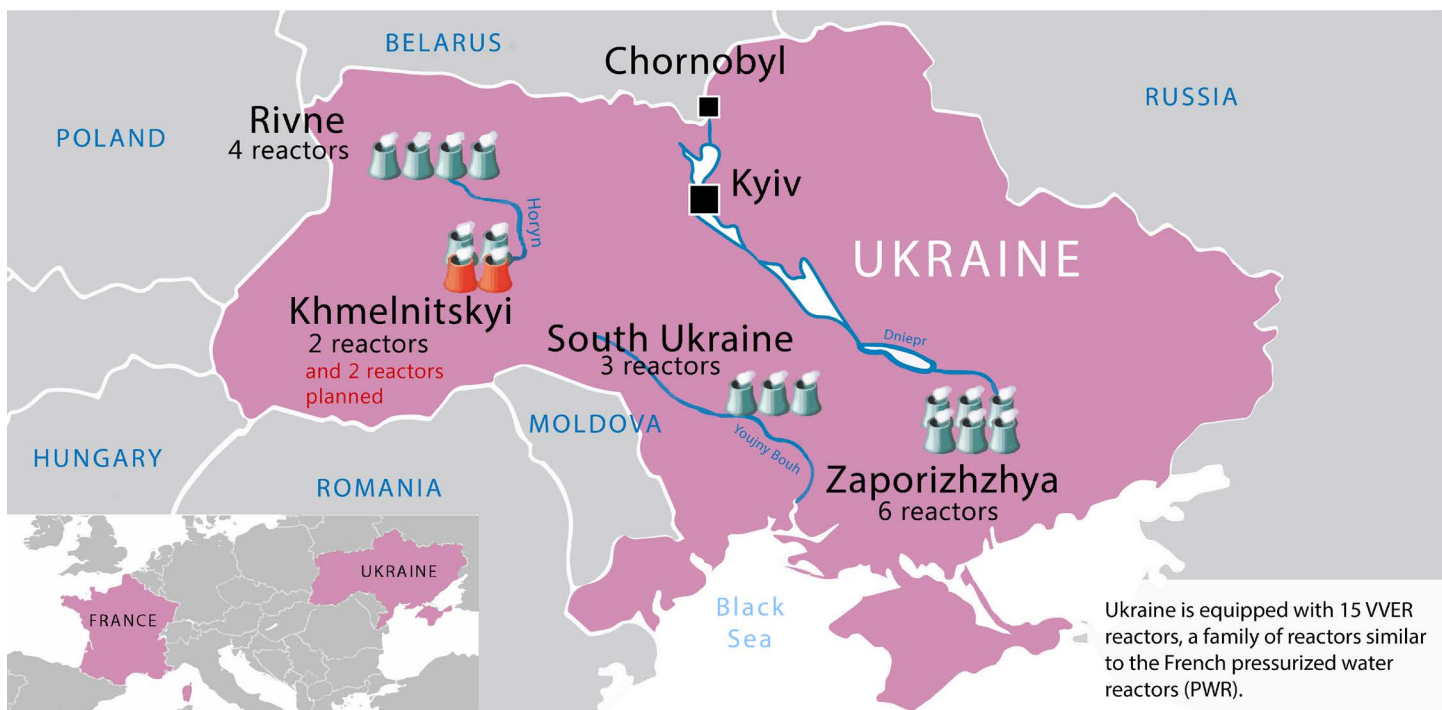 BELARUS
Chornobyl
RUSSIA
POLAND
Rivne
4 reactors
Kyiv
Horyn
UKRAINE
Khmelnitskyi
2 reactors
and 2 reactors
planned
South Ukraine
3 reactors
Dniepr
MOLDOVA
Youjny Bouh
HUNGARY
ROMANIA
Zaporizhzhya
6 reactors
UKRAINE
FRANCE
Black
Sea
Ukraine is equipped with 15 VVER
reactors, a family of reactors similar
to the French pressurized water
reactors (PWR).